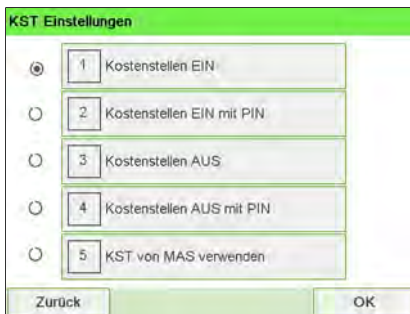 KST Einstellungen
1 Kostenstellen EIN
2 Kostenstellen EIN mit PIN
3 Kostenstellen AUS
4 Kostenstellen AUS mit PIN
5 KST von MAS verwenden
Zurück OK